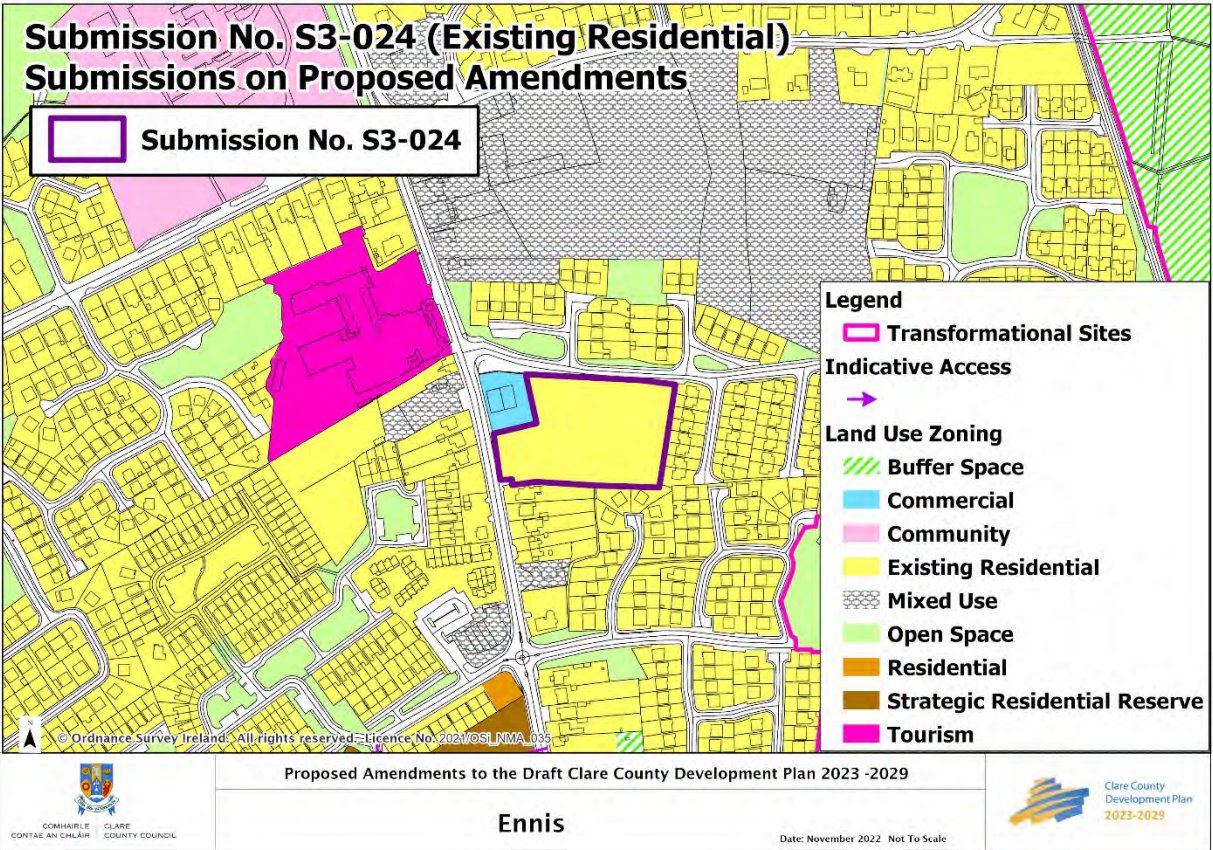 Submission No. S3-024 (Existing Residential)
Submissions on Proposed Amendments
Submission No. S3-024
Legend
Transformational Sites
Indicative Access
Land Use Zoning
Buffer Space
Commercial
Community
Existing Residential
Mixed Use
Open Space
Residential
Strategic Residential Reserve
Tourism
N
© Ordnance Survey Ireland. All rights reserved. Licence No. 2021/OSi_NMA_035
COMHAIRLE CONTAE AN CHLÁIR
CLARE COUNTY COUNCIL
Proposed Amendments to the Draft Clare County Development Plan 2023 -2029
Ennis
Date: November 2022 Not To Scale
Clare County
Development Plan
2023-2029